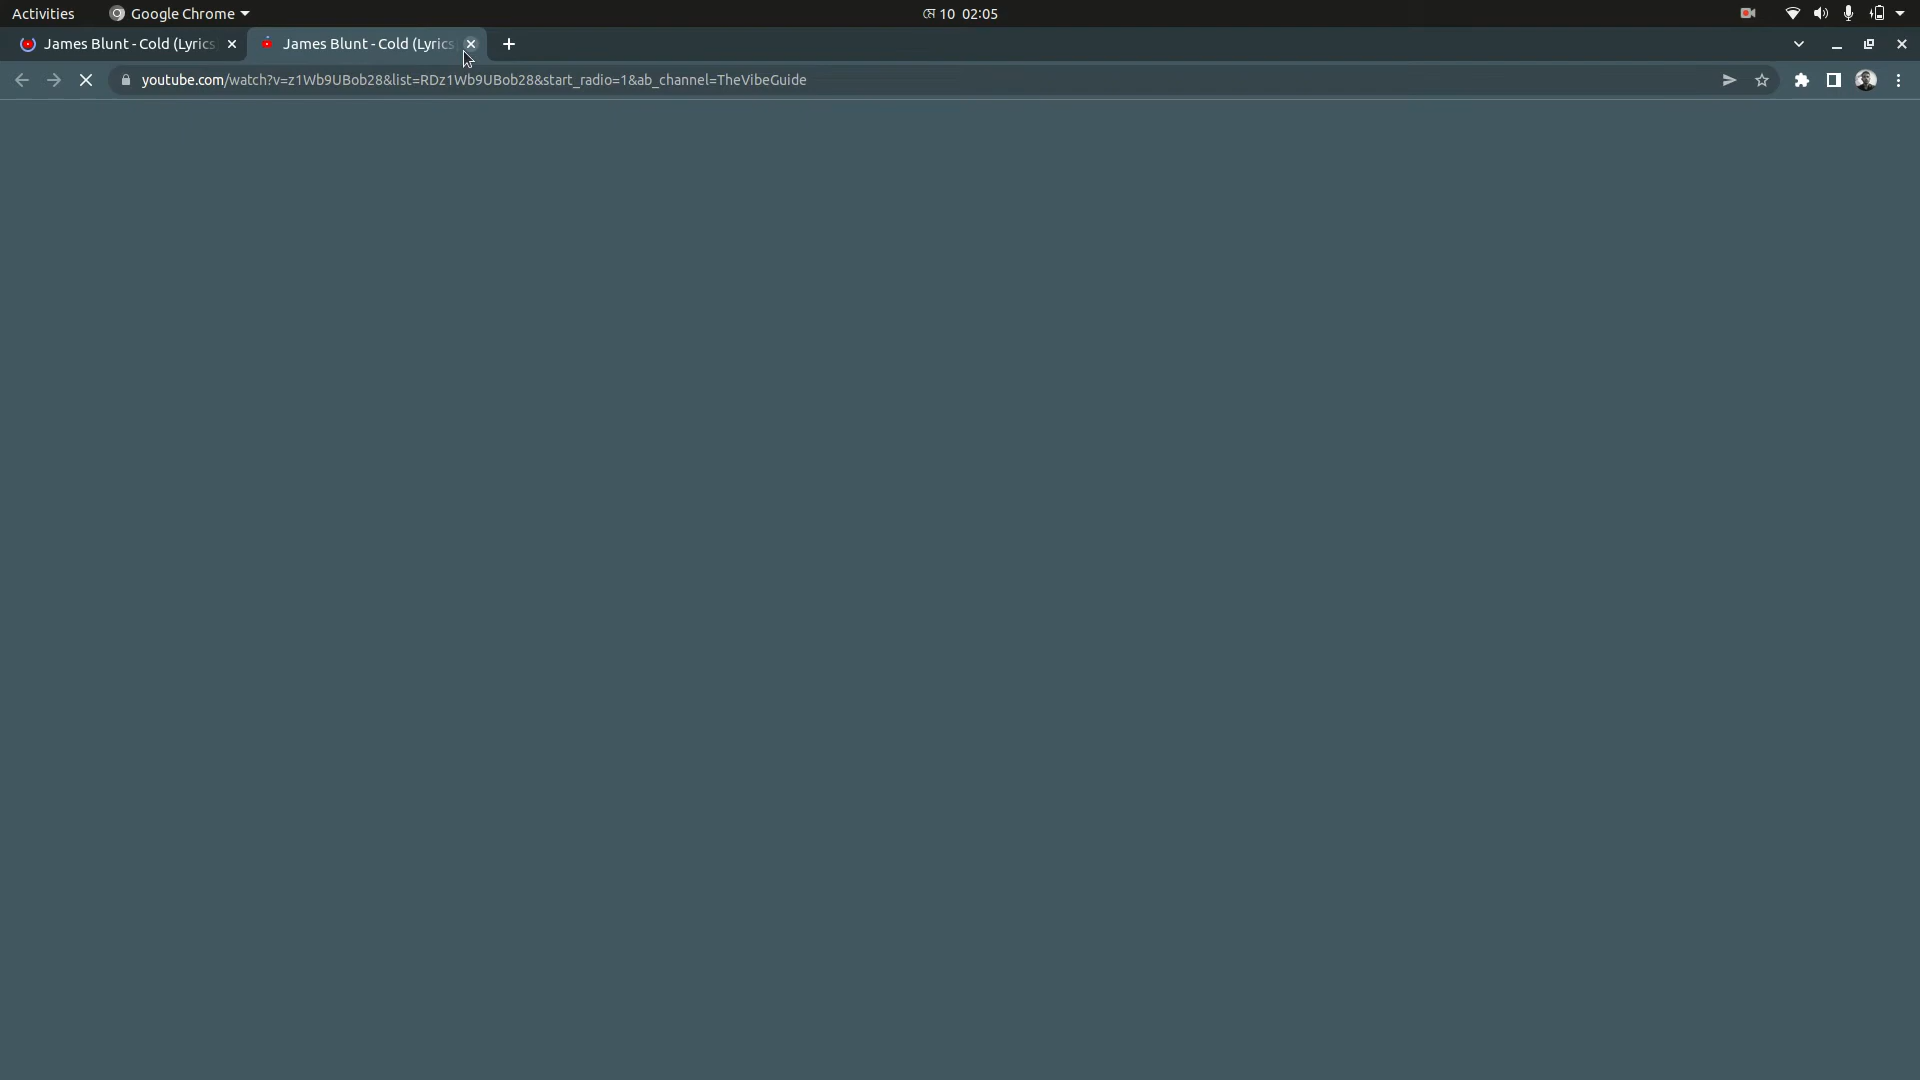 Activities
Google Chrome
মে 10 02:05
James Blunt - Cold (Lyrics
James Blunt - Cold (Lyrics
youtube.com/watch?v=z1Wb9UBob28&list=RDz1Wb9UBob28&start_radio=1&ab_channel=TheVibeGuide